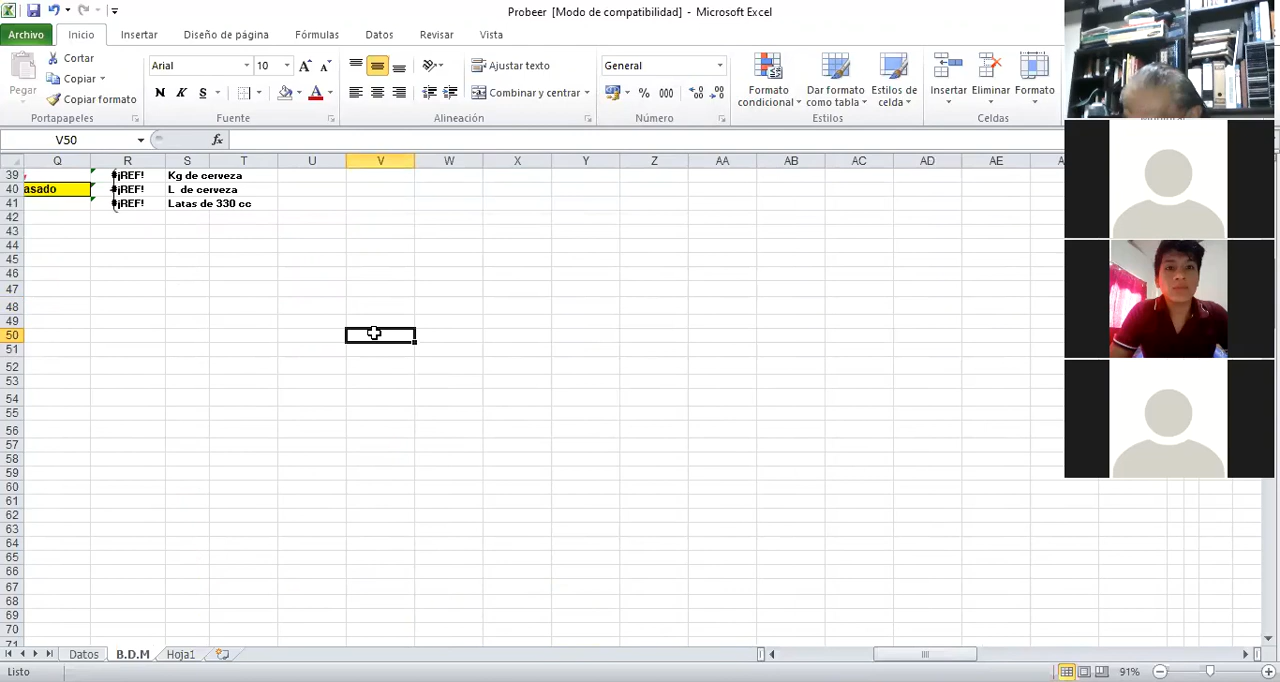 Probeer [Modo de compatibilidad] - Microsoft Excel
Archivo Inicio Insertar Diseño de página Fórmulas Datos Revisar Vista
Pegar
Cortar
Copiar
Copiar formato
Portapapeles
Arial 10
N K S
Fuente
Ajustar texto
Combinar y centrar
Alineación
General
% 000
Número
Formato condicional
Dar formato como tabla
Estilos de celda
Estilos
Insertar Eliminar Formato
Celdas
V50 fx
Q R S T U V W X Y Z AA AB AC AD AE
39 #¡REF! Kg de cerveza
40 asado #¡REF! L de cerveza
41 #¡REF! Latas de 330 cc
42
43
44
45
46
47
48
49
50
51
52
53
54
55
56
57
58
59
60
61
62
63
64
65
66
67
68
69
70
71
Datos B.D.M Hoja1
Listo 91%